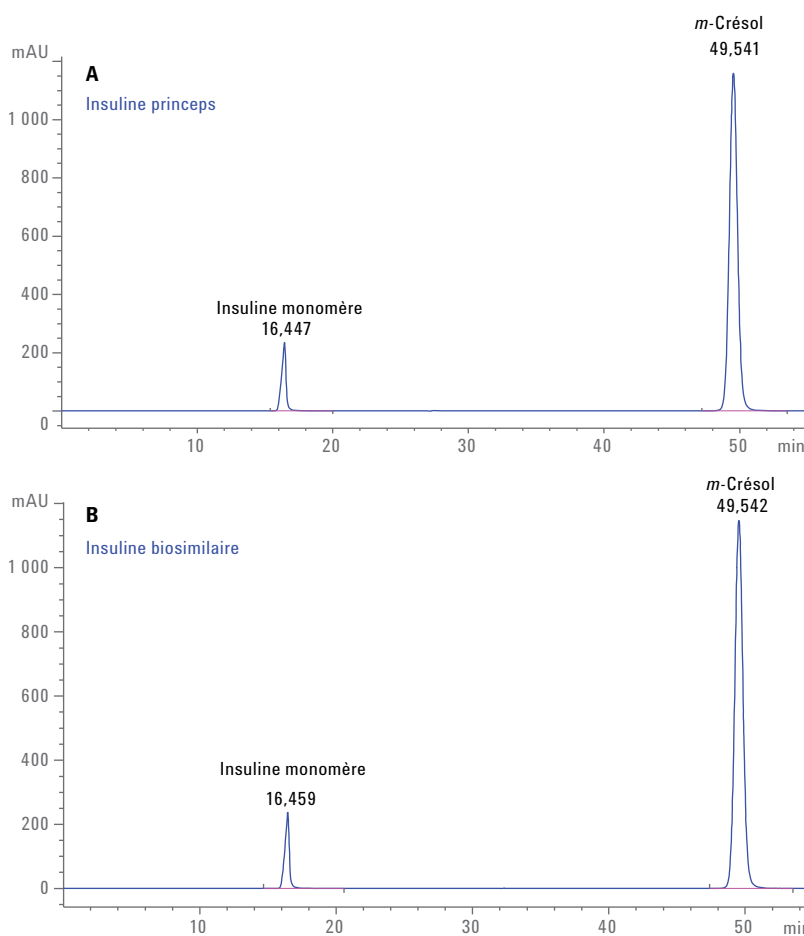 m-Crésol
49,541
mAU
A
Insuline princeps
1 000
800
600
Insuline monomère
16,447
400
200
0
10 20 30 40 50 min
m-Crésol
49,542
mAU
B
Insuline biosimilaire
1 000
800
600
Insuline monomère
16,459
400
200
0
10 20 30 40 50 min